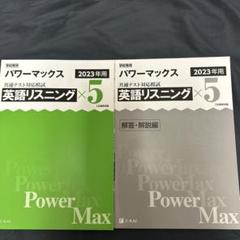 学校専用
パワーマックス
2023年用
共通テスト対応模試
英語リスニング×5
Power
Max
学校専用
パワーマックス
2023年用
共通テスト対応模試
英語リスニング×5
解答・解説編
Power
Max
Z会